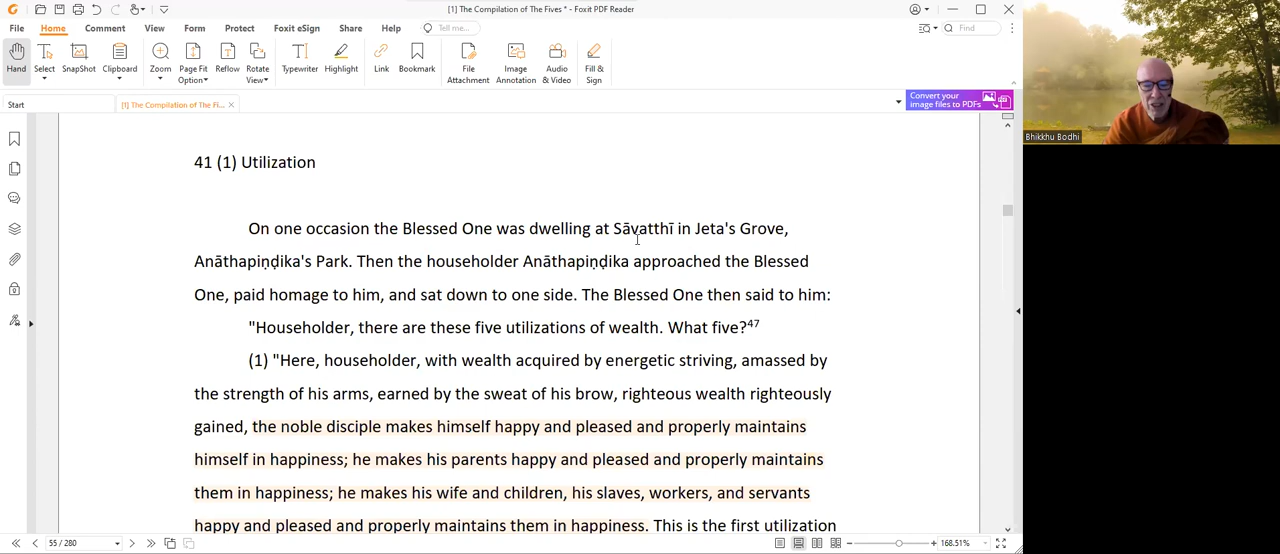 [1] The Compilation of The Fives * - Foxit PDF Reader
File Home Comment View Form Protect Foxit eSign Share Help Tell me... Find
Hand Select SnapShot Clipboard Zoom Page Fit Option Reflow Rotate View Typewriter Highlight Link Bookmark File Attachment Image Annotation Audio & Video Fill & Sign
Start [1] The Compilation of The Fi... Convert your image files to PDFs
Bhikkhu Bodhi
41 (1) Utilization
On one occasion the Blessed One was dwelling at Sāvatthī in Jeta's Grove,
Anāthapiṇḍika's Park. Then the householder Anāthapiṇḍika approached the Blessed
One, paid homage to him, and sat down to one side. The Blessed One then said to him:
"Householder, there are these five utilizations of wealth. What five?47
(1) "Here, householder, with wealth acquired by energetic striving, amassed by
the strength of his arms, earned by the sweat of his brow, righteous wealth righteously
gained, the noble disciple makes himself happy and pleased and properly maintains
himself in happiness; he makes his parents happy and pleased and properly maintains
them in happiness; he makes his wife and children, his slaves, workers, and servants
happy and pleased and properly maintains them in happiness. This is the first utilization
55 / 280 168.51%